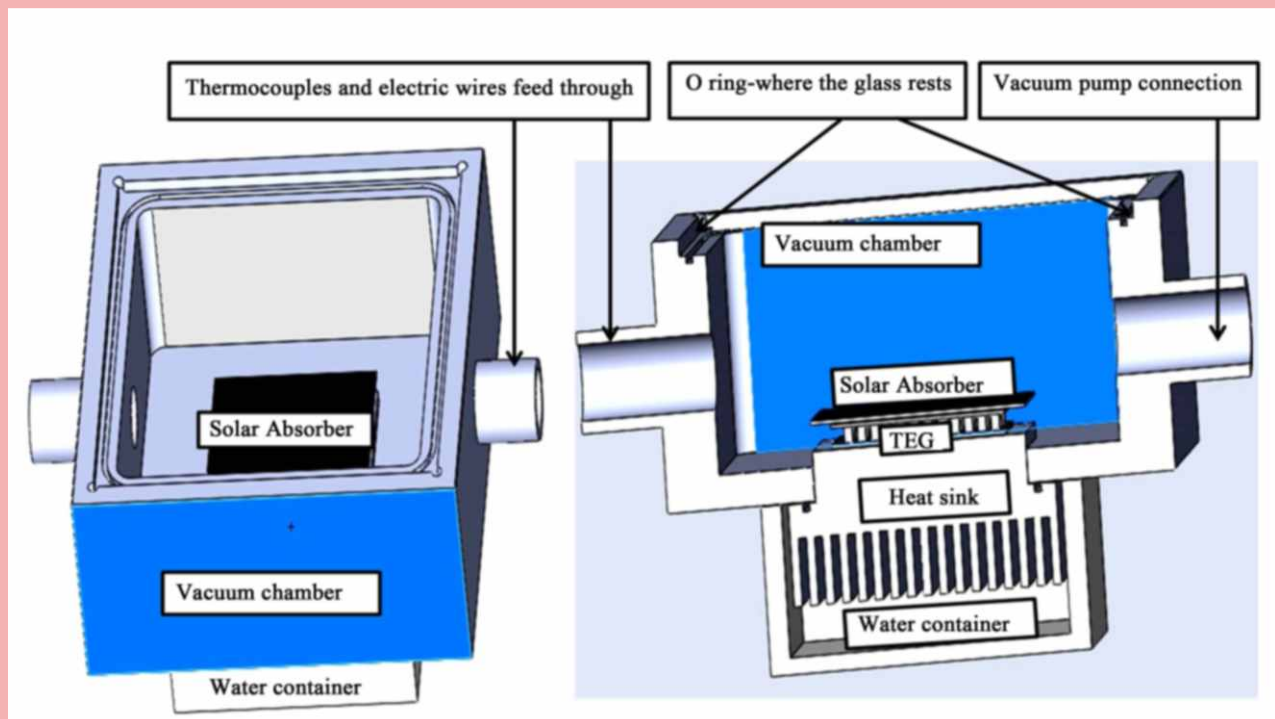 Thermocouples and electric wires feed through
O ring-where the glass rests
Vacuum pump connection
Vacuum chamber
Solar Absorber
Solar Absorber
TEG
Heat sink
Vacuum chamber
Water container
Water container